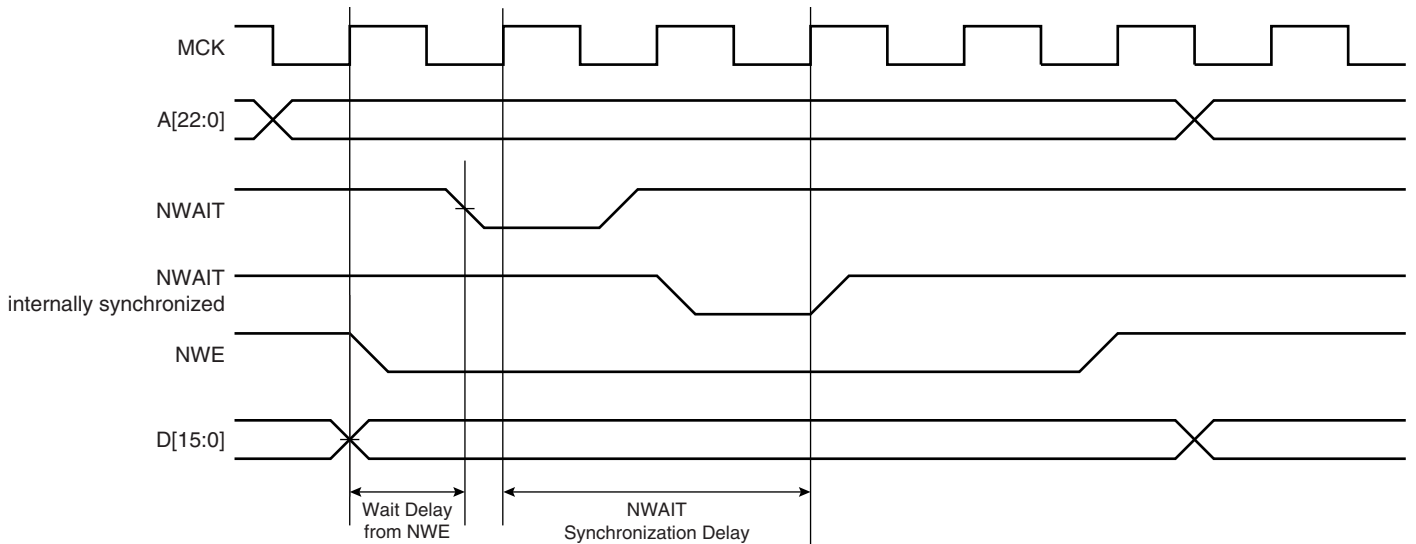 MCK
A[22:0]
NWAIT
NWAIT
internally synchronized
NWE
D[15:0]
Wait Delay
from NWE
NWAIT
Synchronization Delay